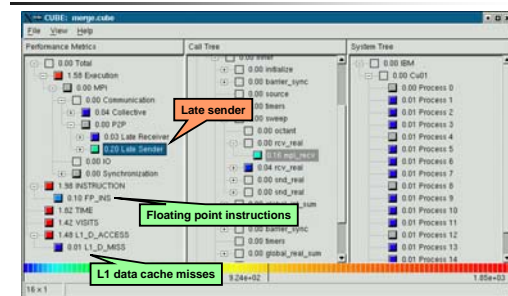 CUBE: merge.cube
File View Help
Performance Metrics
0.00 Total
1.58 Execution
0.00 MPI
0.00 Communication
0.04 Collective
0.00 P2P
0.03 Late Receiver
0.20 Late Sender
0.00 IO
0.00 Synchronization
1.98 INSTRUCTION
0.10 FP_INS
1.82 TIME
1.42 VISITS
1.48 L1_D_ACCESS
0.01 L1_D_MISS
Late sender
Floating point instructions
L1 data cache misses
Call Tree
0.00 inner
0.00 initialize
0.00 barrier_sync
0.00 source
0.00 timers
sweep
0.00 octant
0.00 rcv_real
0.16 mpi_recv
0.04 rcv_real
0.00 snd_real
0.00 snd_real
0.00 barrier_sync
0.00 timers
0.00 global_real_sum
System Tree
0.00 IBM
0.00 Cu01
0.00 Process 0
0.01 Process 1
0.01 Process 2
0.01 Process 3
0.00 Process 4
0.01 Process 5
0.01 Process 6
0.01 Process 7
0.00 Process 8
0.01 Process 9
0.01 Process 10
0.01 Process 11
0.00 Process 12
0.01 Process 13
0.01 Process 14
9.24e+02
1.85e+03
16 x 1